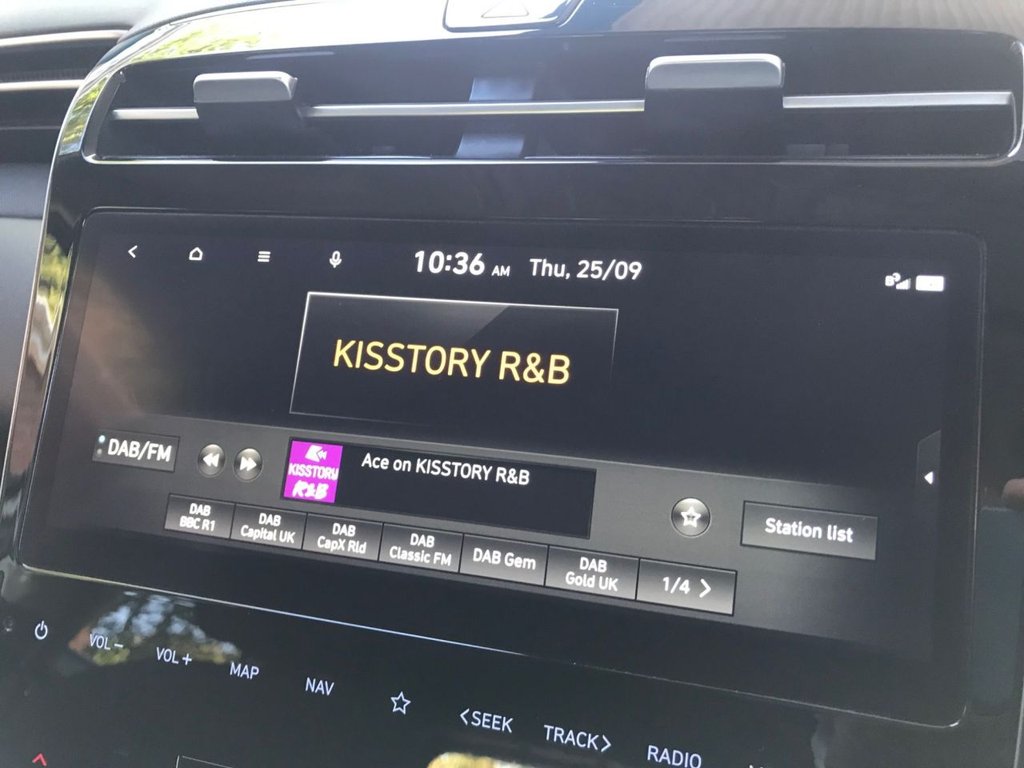 10:36 AM Thu, 25/09
KISSTORY R&B
DAB/FM
KISSTORY
R&B
Ace on KISSTORY R&B
Station list
DAB
BBC R1
DAB
Capital UK
DAB
CapX Rld
DAB
Classic FM
DAB Gem
DAB
Gold UK
1/4 >
VOL−
VOL+
MAP
NAV
<SEEK
TRACK>
RADIO